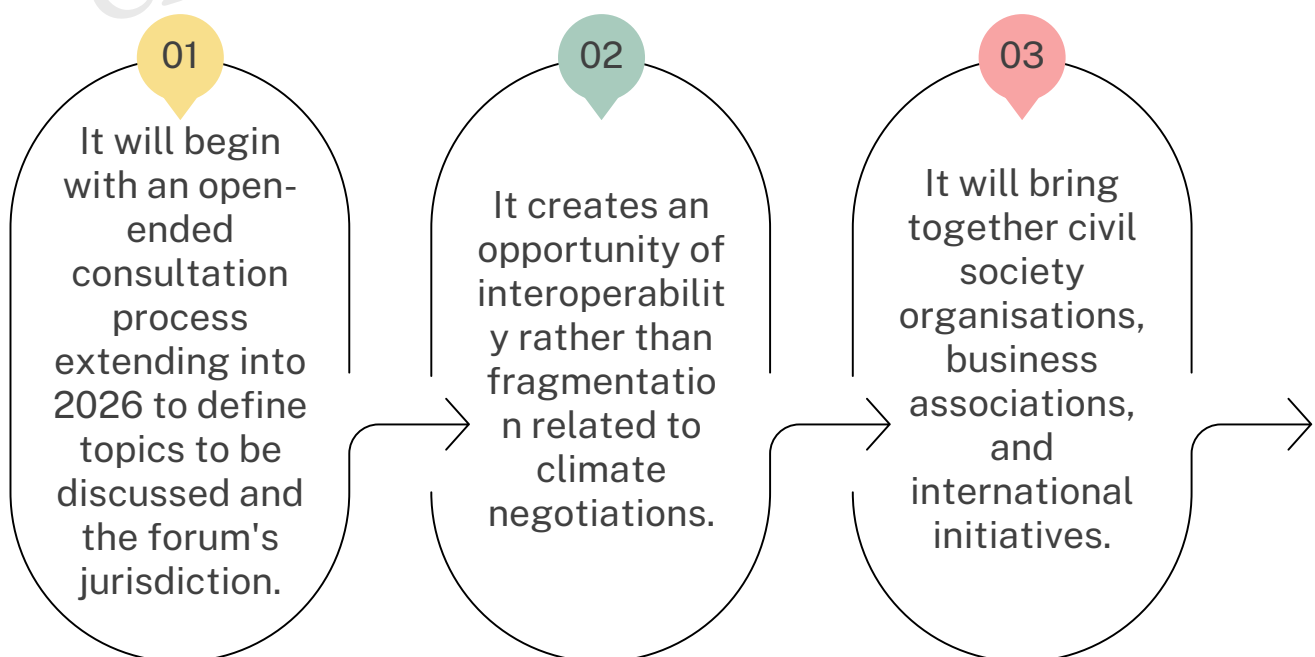 01
It will begin
with an open-
ended
consultation
process
extending into
2026 to define
topics to be
discussed and
the forum's
jurisdiction.
02
It creates an
opportunity of
interoperabilit
y rather than
fragmentatio
n related to
climate
negotiations.
03
It will bring
together civil
society
organisations,
business
associations,
and
international
initiatives.